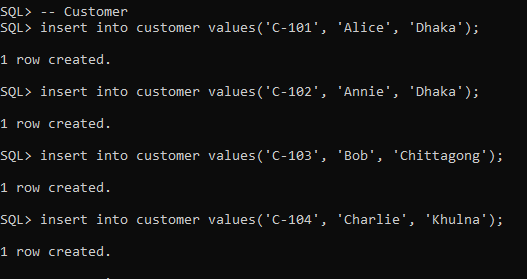 SQL> -- Customer
SQL> insert into customer values('C-101', 'Alice', 'Dhaka');
1 row created.
SQL> insert into customer values('C-102', 'Annie', 'Dhaka');
1 row created.
SQL> insert into customer values('C-103', 'Bob', 'Chittagong');
1 row created.
SQL> insert into customer values('C-104', 'Charlie', 'Khulna');
1 row created.